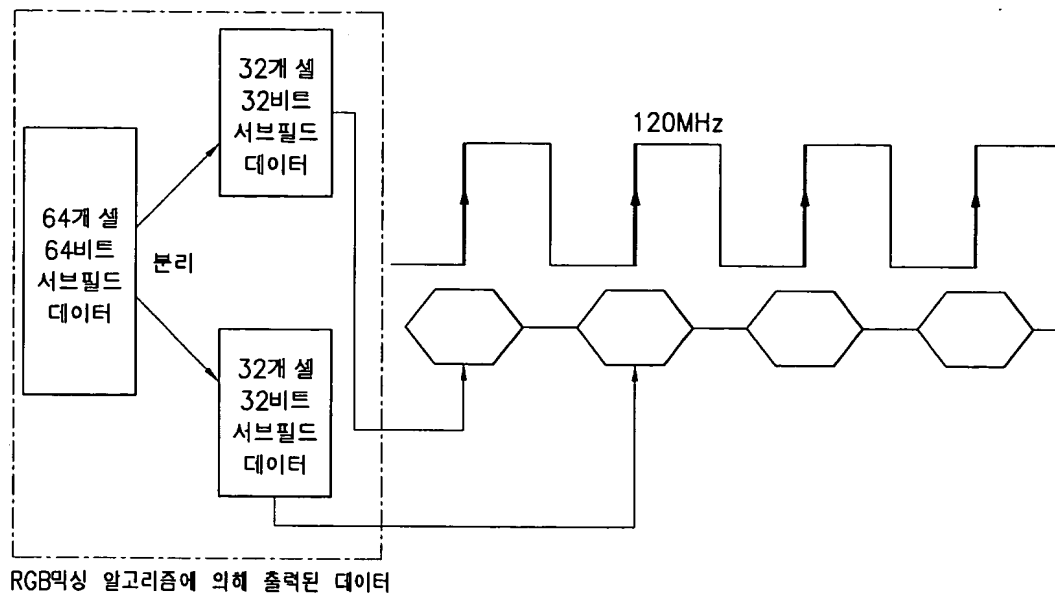 32개 셀
32비트
서브필드
데이터
120MHz
64개 셀
64비트
서브필드
데이터
분리
32개 셀
32비트
서브필드
데이터
RGB믹싱 알고리즘에 의해 출력된 데이터